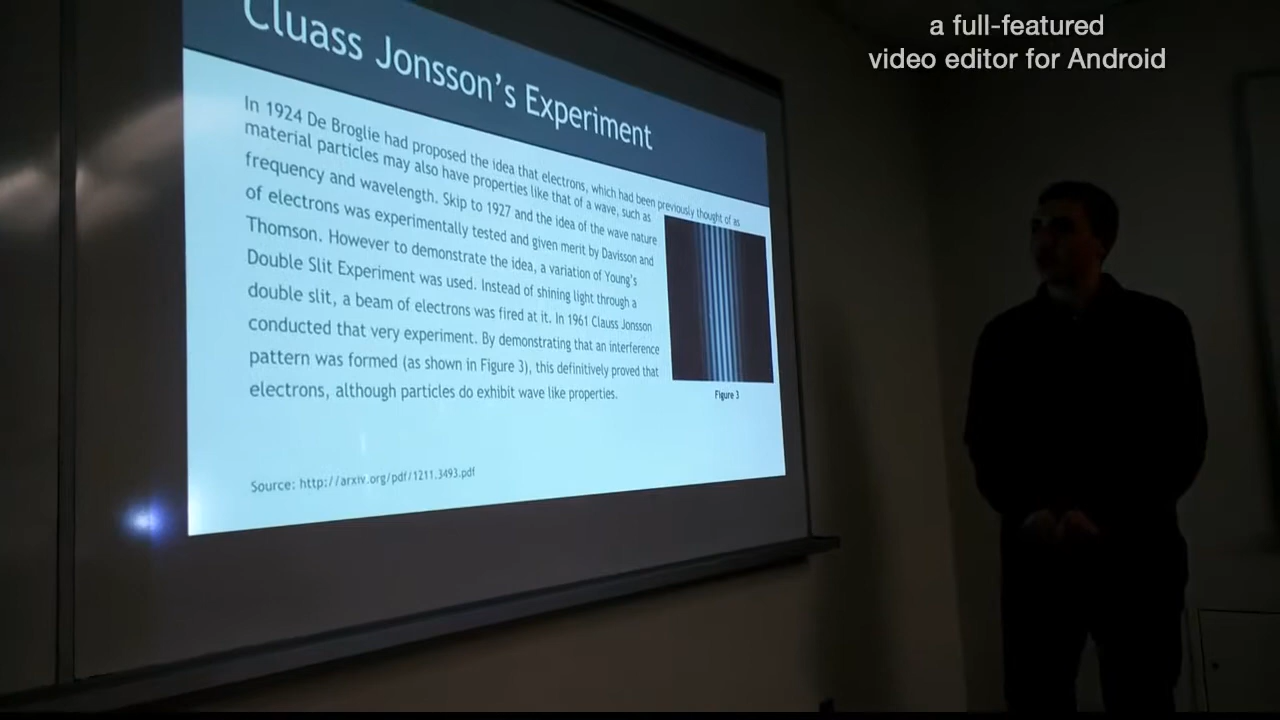 a full-featured
video editor for Android
Cluass Jonsson's Experiment
In 1924 De Broglie had proposed the idea that electrons, which had been previously thought of as
material particles may also have properties like that of a wave, such as
frequency and wavelength. Skip to 1927 and the idea of the wave nature
of electrons was experimentally tested and given merit by Davisson and
Thomson. However to demonstrate the idea, a variation of Young's
Double Slit Experiment was used. Instead of shining light through a
double slit, a beam of electrons was fired at it. In 1961 Clauss Jonsson
conducted that very experiment. By demonstrating that an interference
pattern was formed (as shown in Figure 3), this definitively proved that
electrons, although particles do exhibit wave like properties.
Figure 3
Source: http://arxiv.org/pdf/1211.3493.pdf